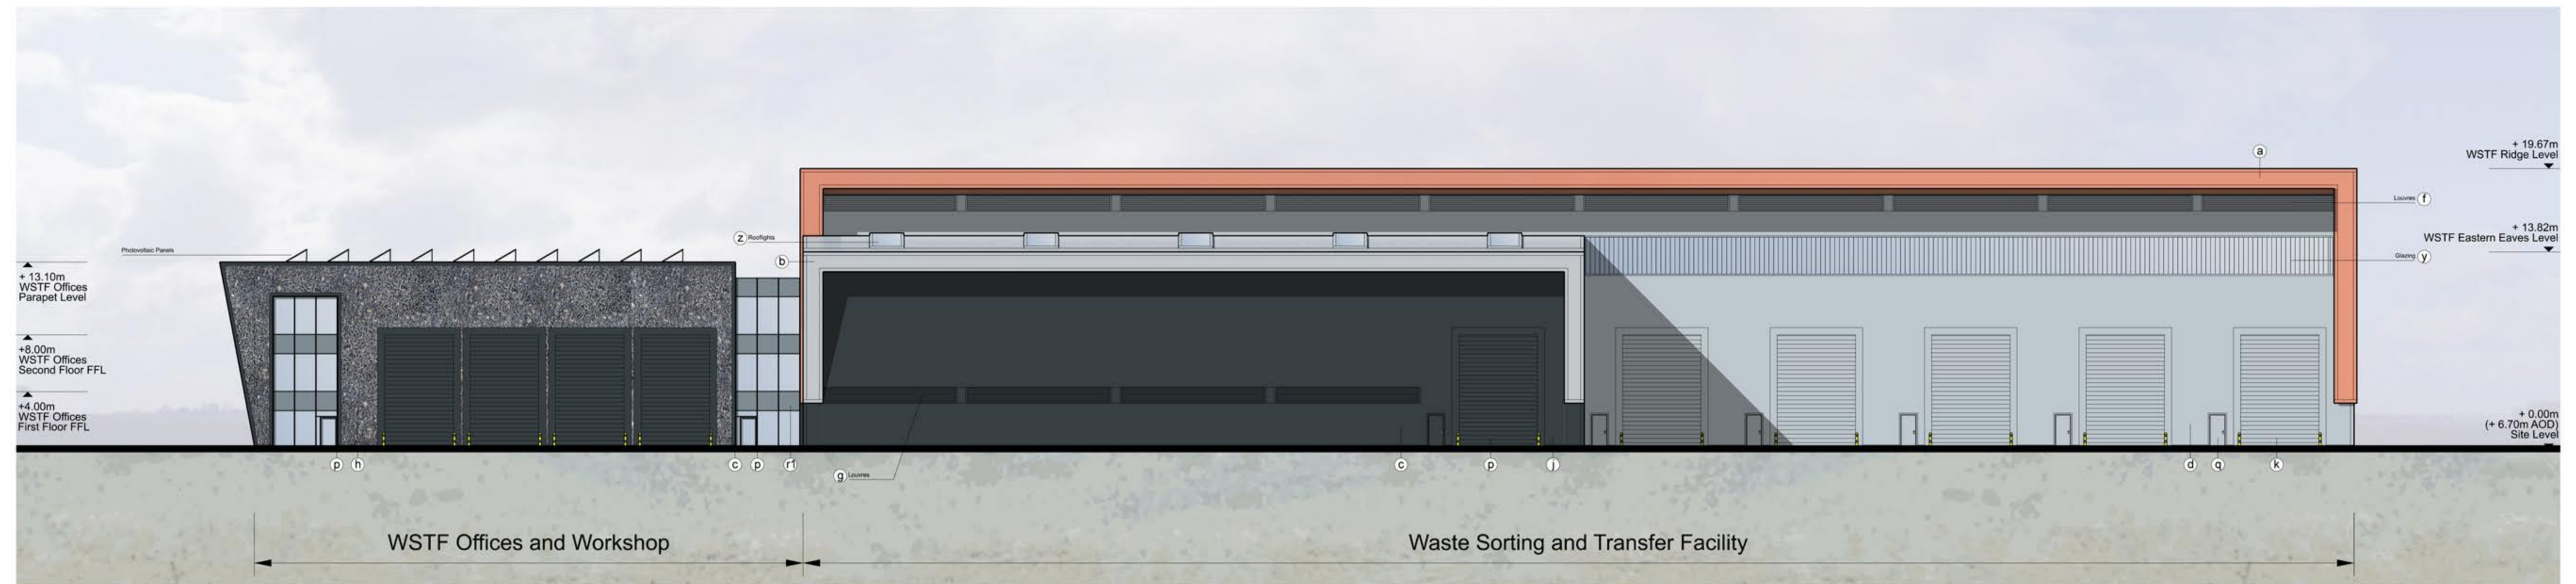 + 19.67m
WSTF Ridge Level
a
Louvres f
+ 13.82m
WSTF Eastern Eaves Level
z Rooflights
Photovoltaic Panels
b
Glazing y
+ 13.10m
WSTF Offices
Parapet Level
+8.00m
WSTF Offices
Second Floor FFL
+4.00m
WSTF Offices
First Floor FFL
+ 0.00m
(+ 6.70m AOD)
Site Level
p h c p r1 c p j d q k
g Louvres
WSTF Offices and Workshop
Waste Sorting and Transfer Facility